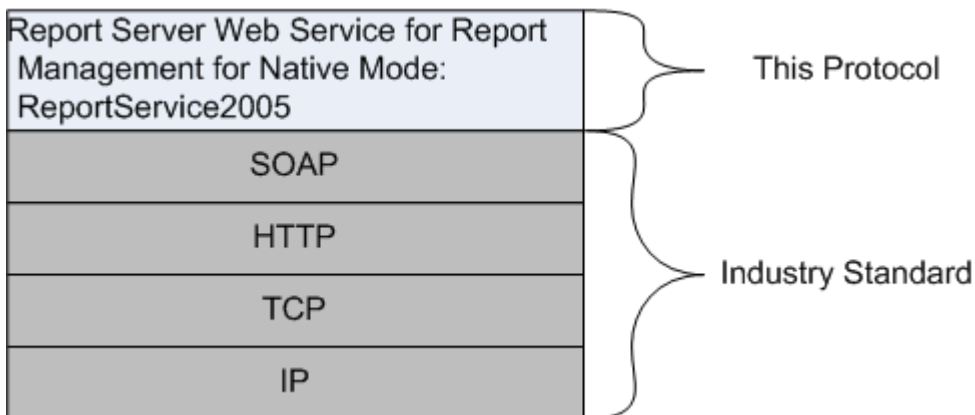 Report Server Web Service for Report
Management for Native Mode:
ReportService2005
This Protocol
SOAP
HTTP
TCP
IP
Industry Standard